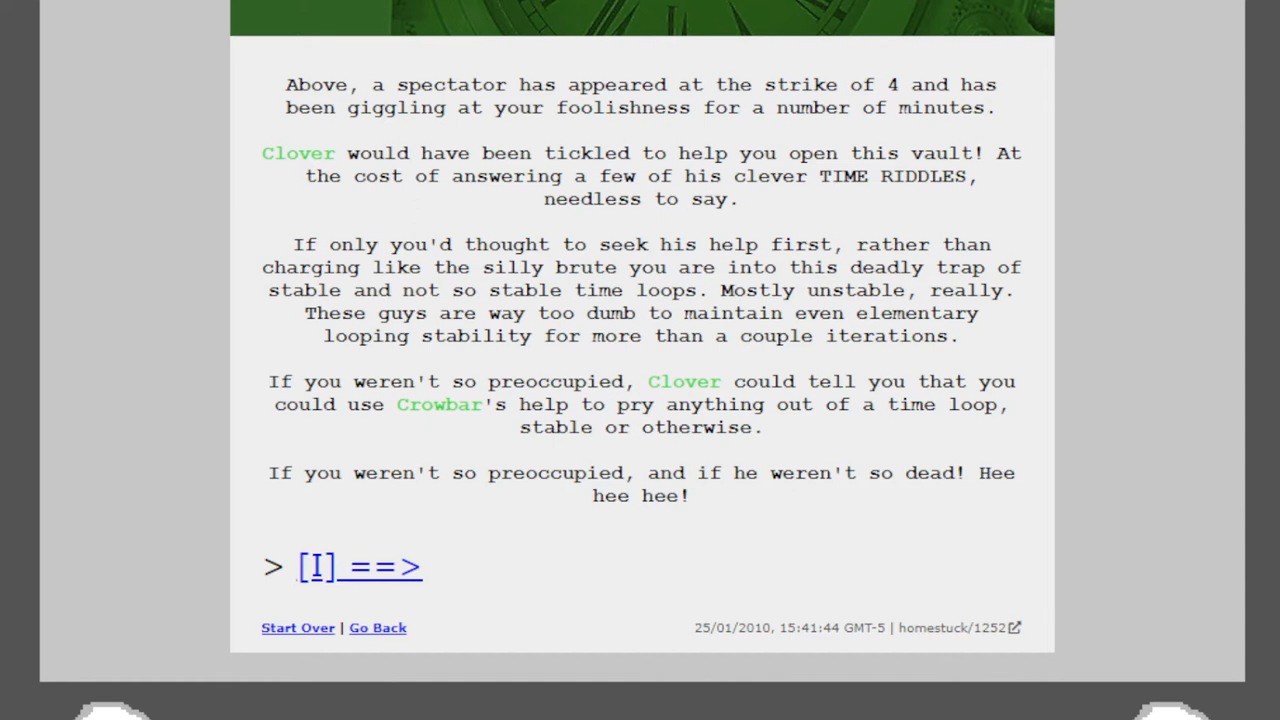 Above, a spectator has appeared at the strike of 4 and has
been giggling at your foolishness for a number of minutes.
Clover would have been tickled to help you open this vault! At
the cost of answering a few of his clever TIME RIDDLES,
needless to say.
If only you'd thought to seek his help first, rather than
charging like the silly brute you are into this deadly trap of
stable and not so stable time loops. Mostly unstable, really.
These guys are way too dumb to maintain even elementary
looping stability for more than a couple iterations.
If you weren't so preoccupied, Clover could tell you that you
could use Crowbar's help to pry anything out of a time loop,
stable or otherwise.
If you weren't so preoccupied, and if he weren't so dead! Hee
hee hee!
> [I] ==>
Start Over | Go Back
25/01/2010, 15:41:44 GMT-5 | homestuck/1252